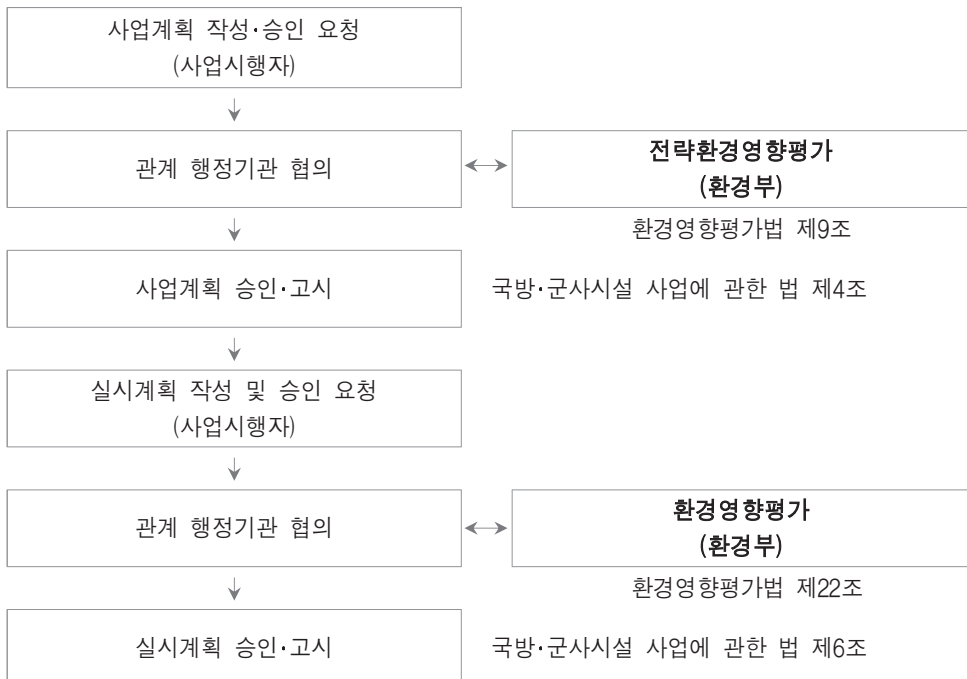 사업계획 작성·승인 요청
(사업시행자)
관계 행정기관 협의
전략환경영향평가
(환경부)
환경영향평가법 제9조
사업계획 승인·고시
국방·군사시설 사업에 관한 법 제4조
실시계획 작성 및 승인 요청
(사업시행자)
관계 행정기관 협의
환경영향평가
(환경부)
환경영향평가법 제22조
실시계획 승인·고시
국방·군사시설 사업에 관한 법 제6조